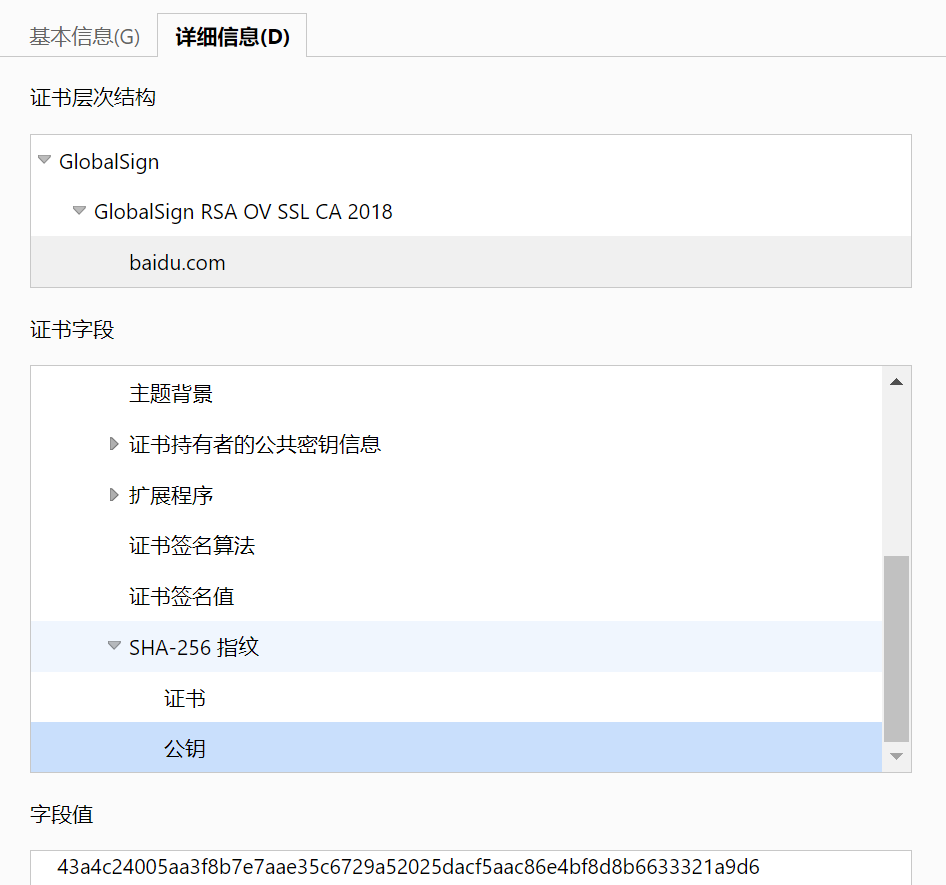 基本信息(G) 详细信息(D)
证书层次结构
GlobalSign
GlobalSign RSA OV SSL CA 2018
baidu.com
证书字段
主题背景
证书持有者的公共密钥信息
扩展程序
证书签名算法
证书签名值
SHA-256 指纹
证书
公钥
字段值
43a4c24005aa3f8b7e7aae35c6729a52025dacf5aac86e4bf8d8b6633321a9d6